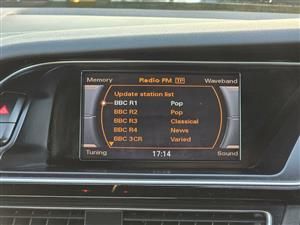 Memory Radio FM TP Waveband
Update station list
BBC R1 Pop
BBC R2 Pop
BBC R3 Classical
BBC R4 News
BBC 3CR Varied
Tuning 17:14 Sound